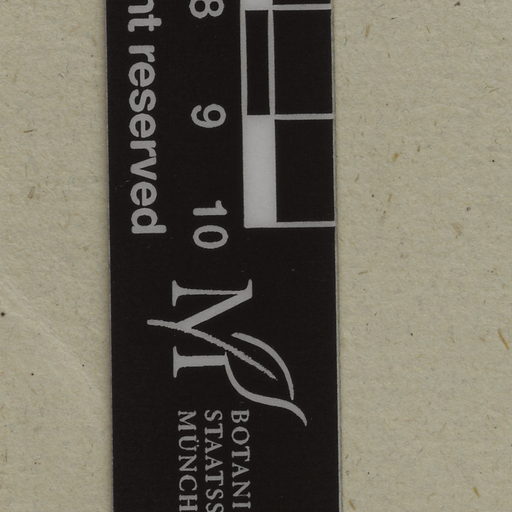 8 9 10
nt reserved
M
BOTANI
STAATSS
MÜNCH